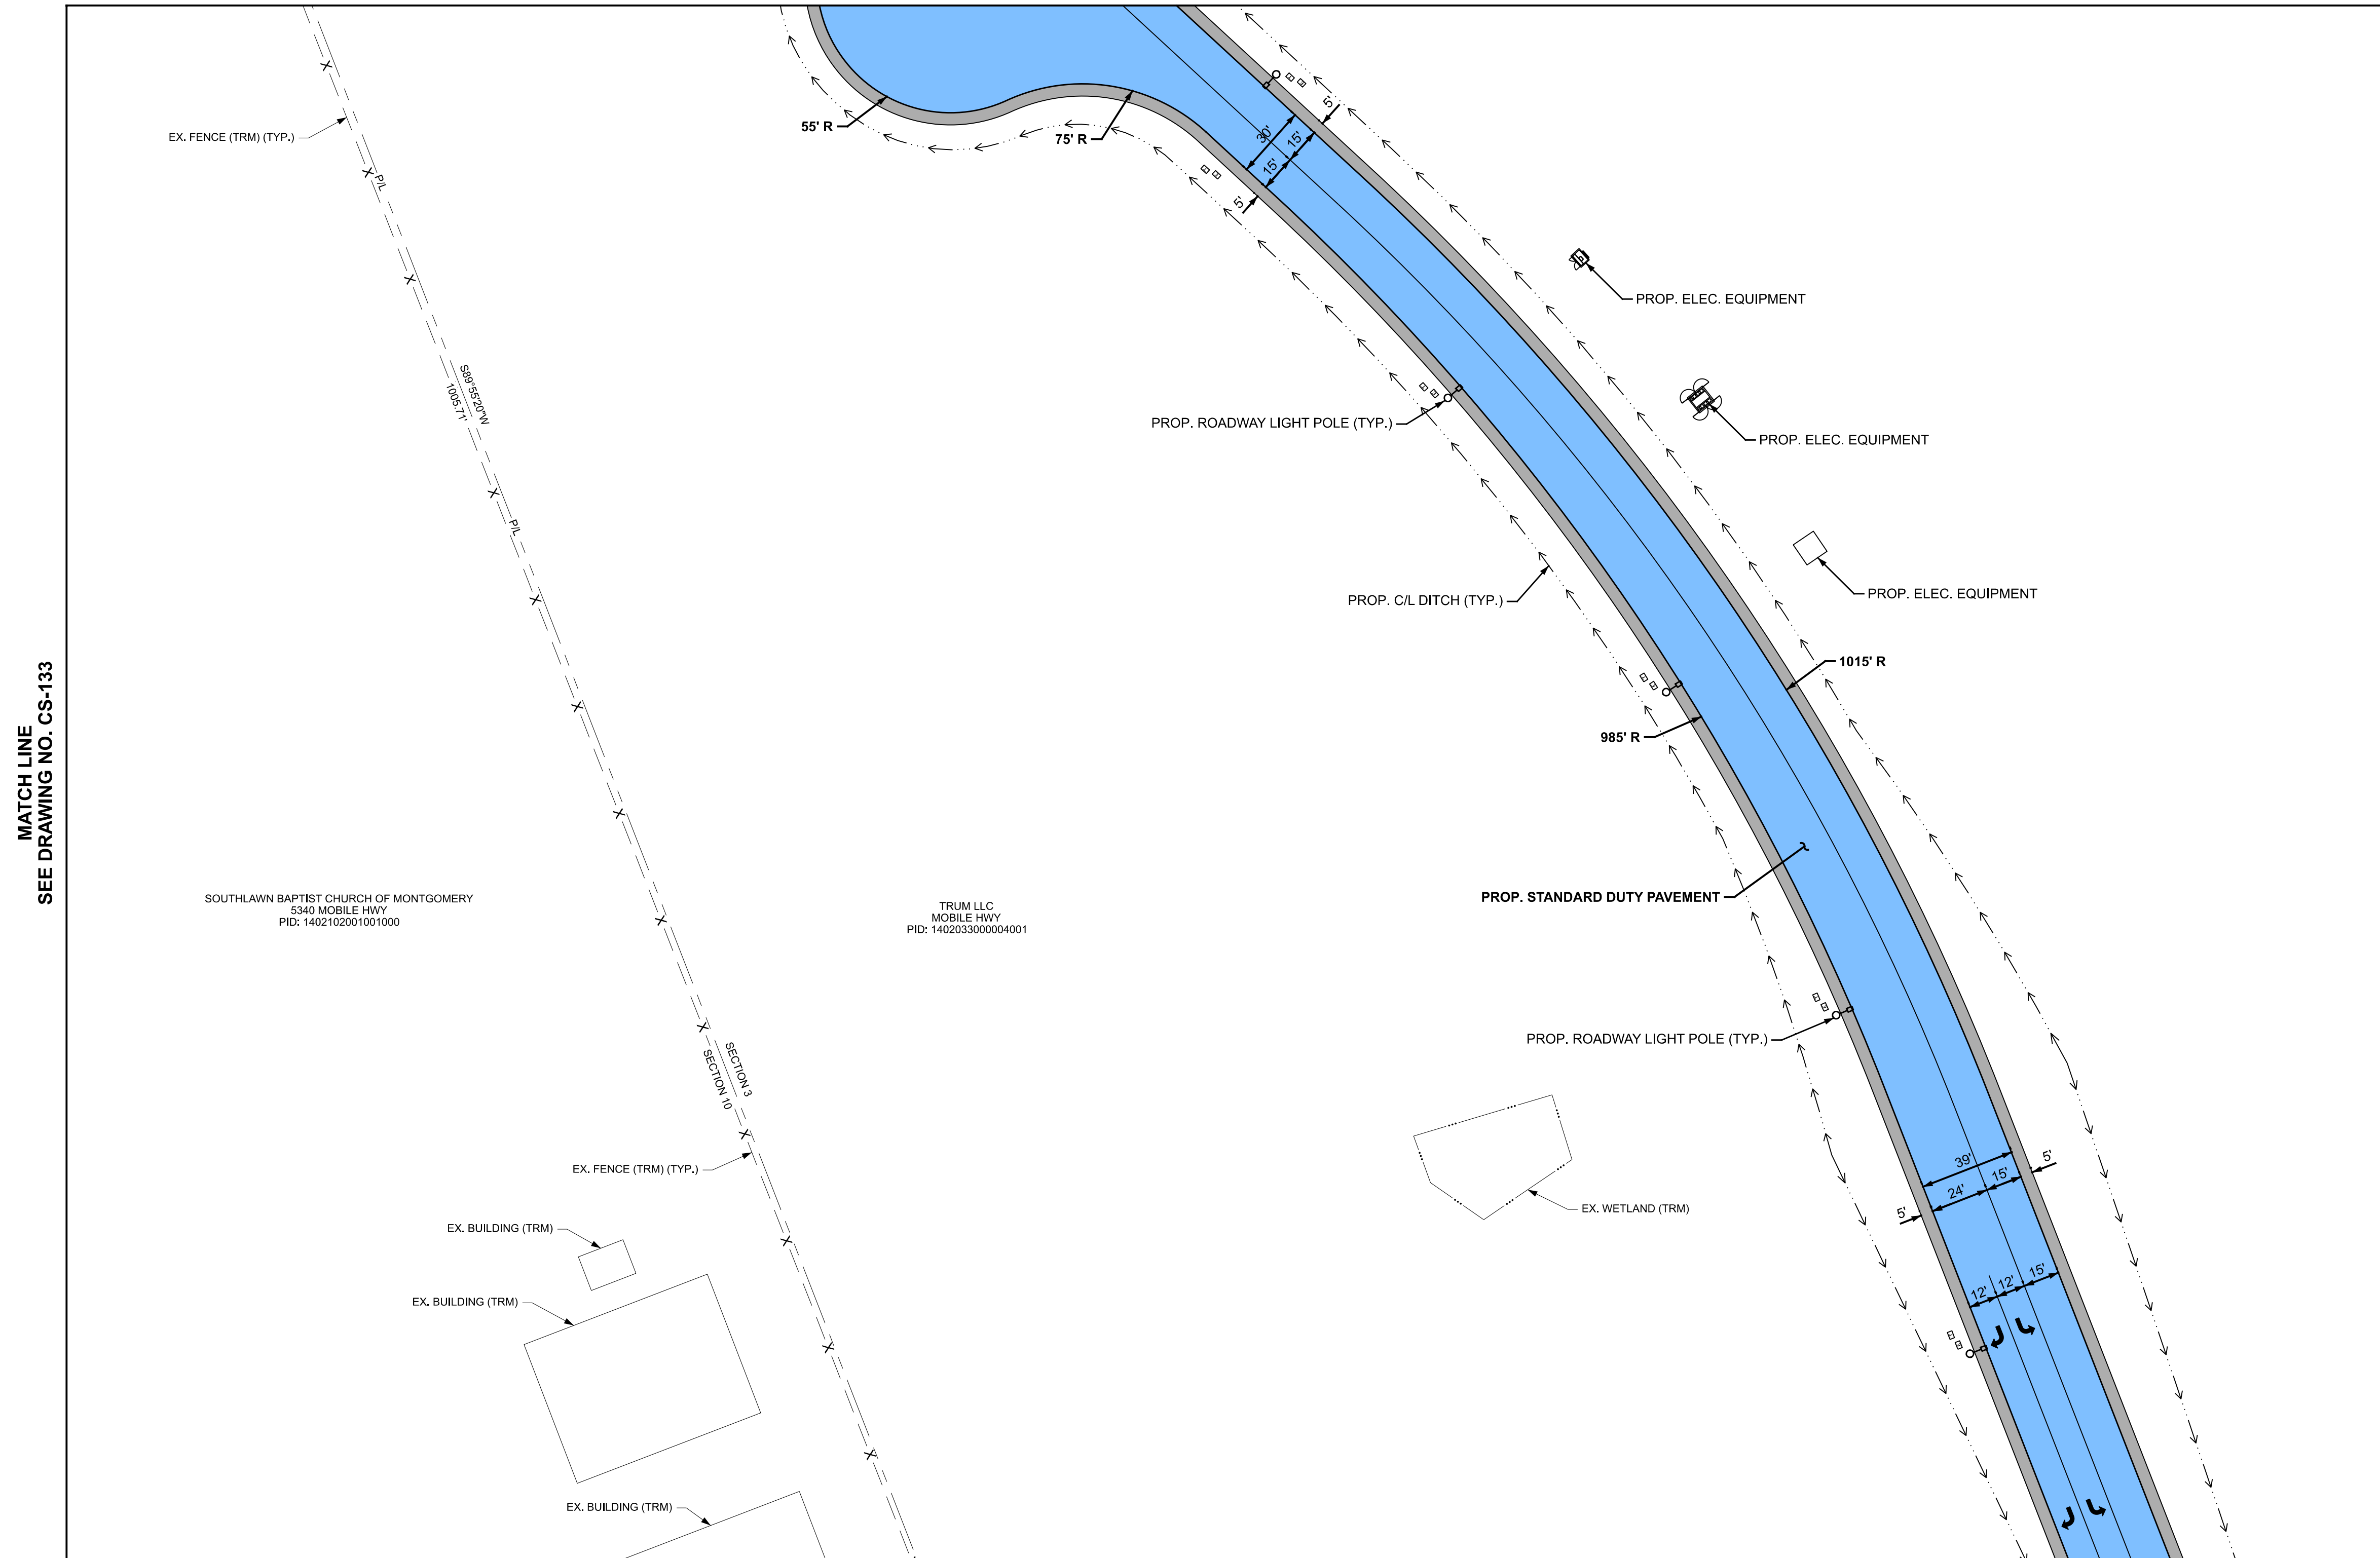 MATCH LINE
SEE DRAWING NO. CS-133
EX. FENCE (TRM) (TYP.)
P/L
55' R
75' R
5'
30'
15'
15'
5'
PROP. ELEC. EQUIPMENT
S89°55'20"W
1005.71'
PROP. ROADWAY LIGHT POLE (TYP.)
PROP. ELEC. EQUIPMENT
P/L
PROP. C/L DITCH (TYP.)
PROP. ELEC. EQUIPMENT
1015' R
985' R
PROP. STANDARD DUTY PAVEMENT
SOUTHLAWN BAPTIST CHURCH OF MONTGOMERY
5340 MOBILE HWY
PID: 1402102001001000
TRUM LLC
MOBILE HWY
PID: 1402033000004001
SECTION 3
SECTION 10
PROP. ROADWAY LIGHT POLE (TYP.)
EX. FENCE (TRM) (TYP.)
39'
5'
24'
15'
5'
EX. WETLAND (TRM)
EX. BUILDING (TRM)
12'
12'
15'
EX. BUILDING (TRM)
EX. BUILDING (TRM)